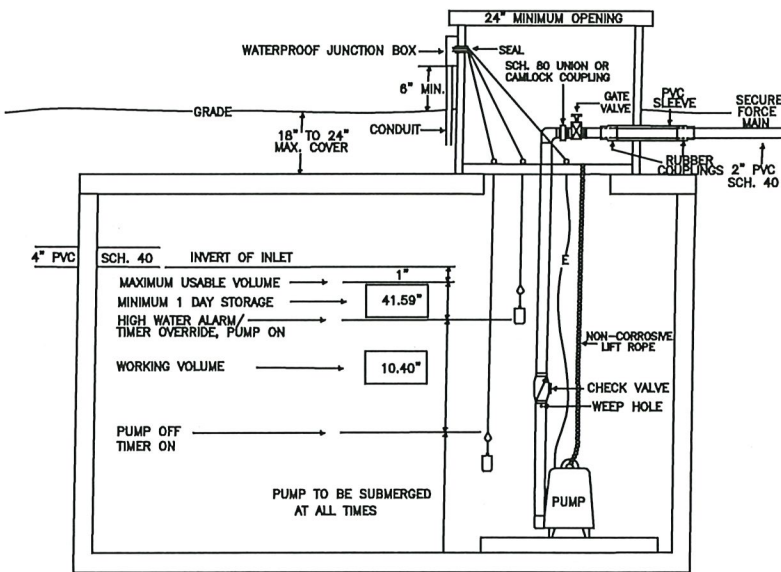 24" MINIMUM OPENING
WATERPROOF JUNCTION BOX
SEAL
SCH. 80 UNION OR
CAMLOCK COUPLING
6" MIN.
GATE
VALVE
PVC
SLEEVE
SECURE
FORCE
MAIN
GRADE
18" TO 24"
MAX. COVER
CONDUIT
RUBBER
COUPLINGS
2" PVC
SCH. 40
4" PVC
SCH. 40
INVERT OF INLET
1"
MAXIMUM USABLE VOLUME
MINIMUM 1 DAY STORAGE
41.59"
HIGH WATER ALARM/
TIMER OVERRIDE, PUMP ON
E
NON-CORROSIVE
LIFT ROPE
WORKING VOLUME
10.40"
CHECK VALVE
WEEP HOLE
PUMP OFF
TIMER ON
PUMP TO BE SUBMERGED
AT ALL TIMES
PUMP